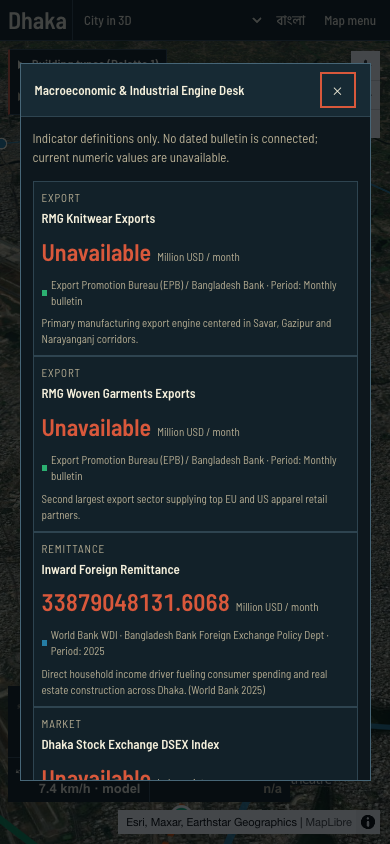 Dhaka City in 3D বাংলা Map menu
Macroeconomic & Industrial Engine Desk ×
Indicator definitions only. No dated bulletin is connected;
current numeric values are unavailable.
EXPORT
RMG Knitwear Exports
Unavailable Million USD / month
Export Promotion Bureau (EPB) / Bangladesh Bank · Period: Monthly
bulletin
Primary manufacturing export engine centered in Savar, Gazipur and
Narayanganj corridors.
EXPORT
RMG Woven Garments Exports
Unavailable Million USD / month
Export Promotion Bureau (EPB) / Bangladesh Bank · Period: Monthly
bulletin
Second largest export sector supplying top EU and US apparel retail
partners.
REMITTANCE
Inward Foreign Remittance
33879048131.6068 Million USD / month
World Bank WDI · Bangladesh Bank Foreign Exchange Policy Dept ·
Period: 2025
Direct household income driver fueling consumer spending and real
estate construction across Dhaka. (World Bank 2025)
MARKET
Dhaka Stock Exchange DSEX Index
Unavailable
7.4 km/h · model n/a
Esri, Maxar, Earthstar Geographics | MapLibre